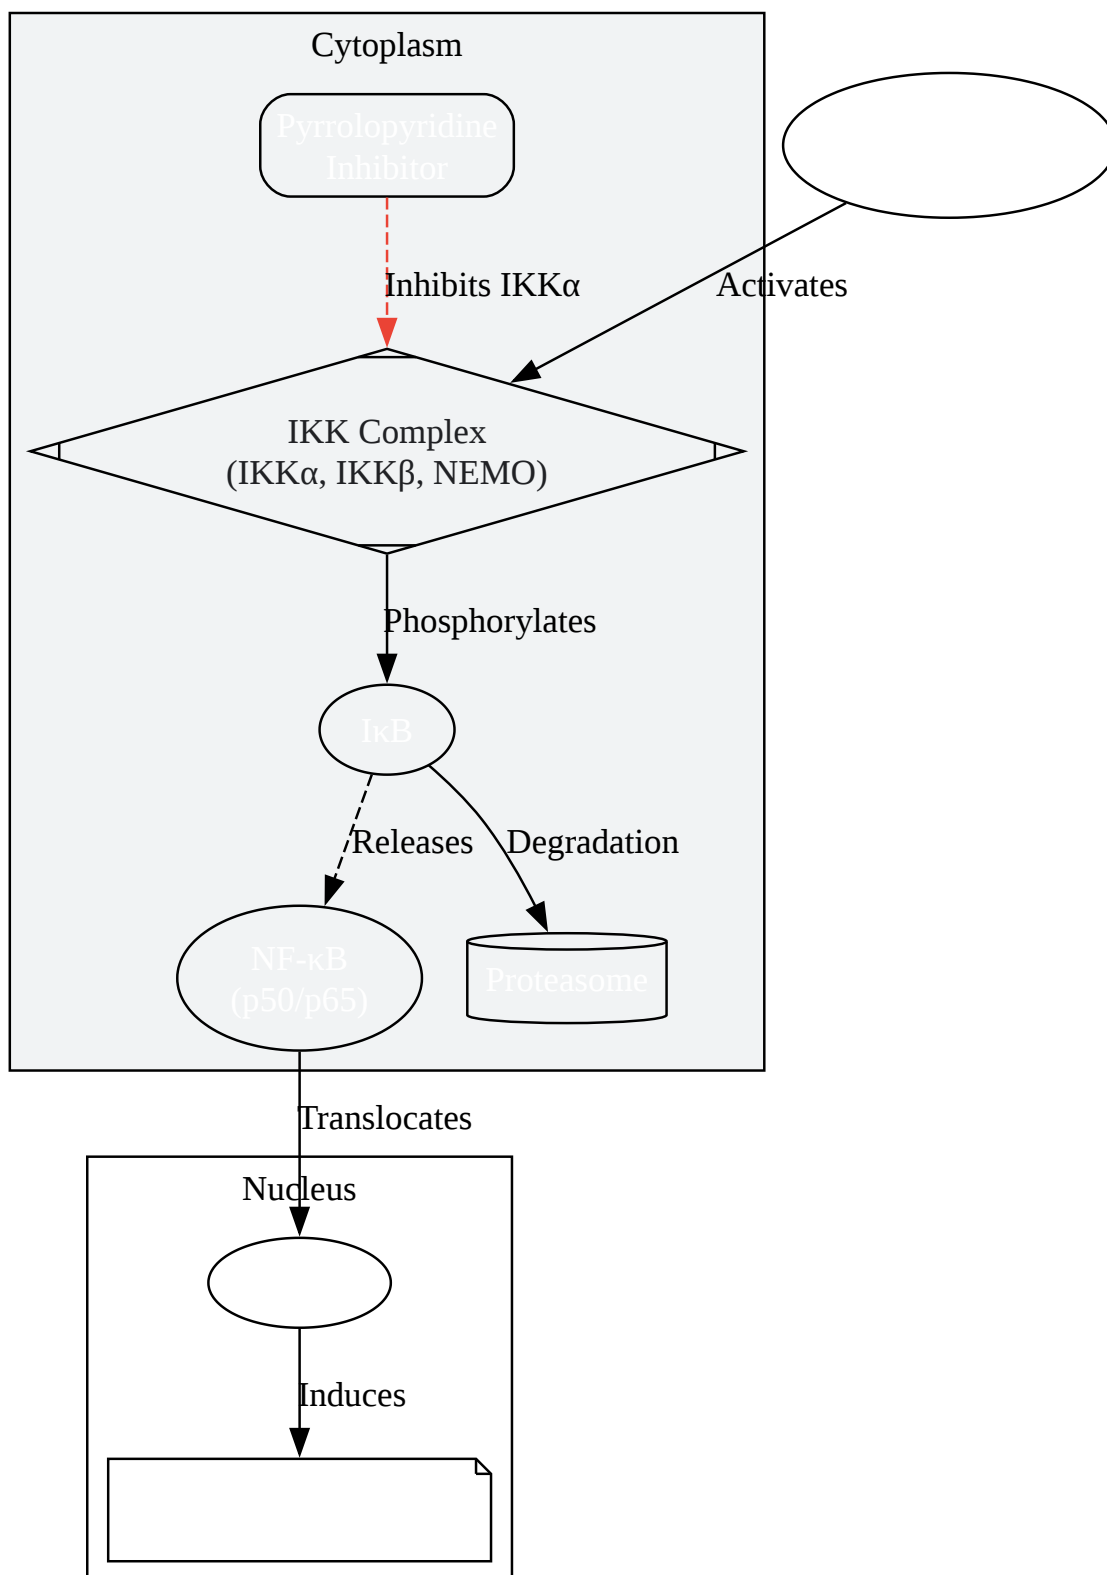 Cytoplasm
Pyrrolopyridine
Inhibitor
Inhibits IKKα
Activates
IKK Complex
(IKKα, IKKβ, NEMO)
Phosphorylates
IκB
Releases
Degradation
NF-κB
(p50/p65)
Proteasome
Translocates
Nucleus
Induces